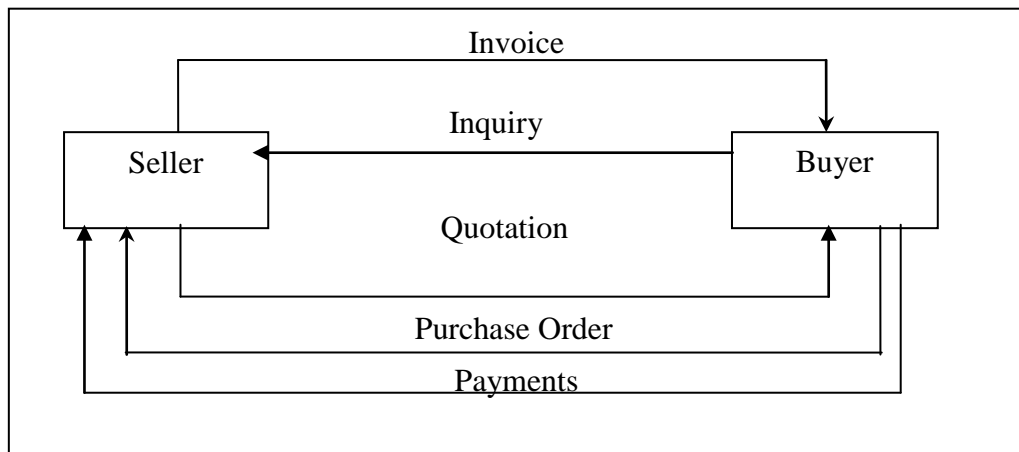 Invoice
Inquiry
Seller
Buyer
Quotation
Purchase Order
Payments